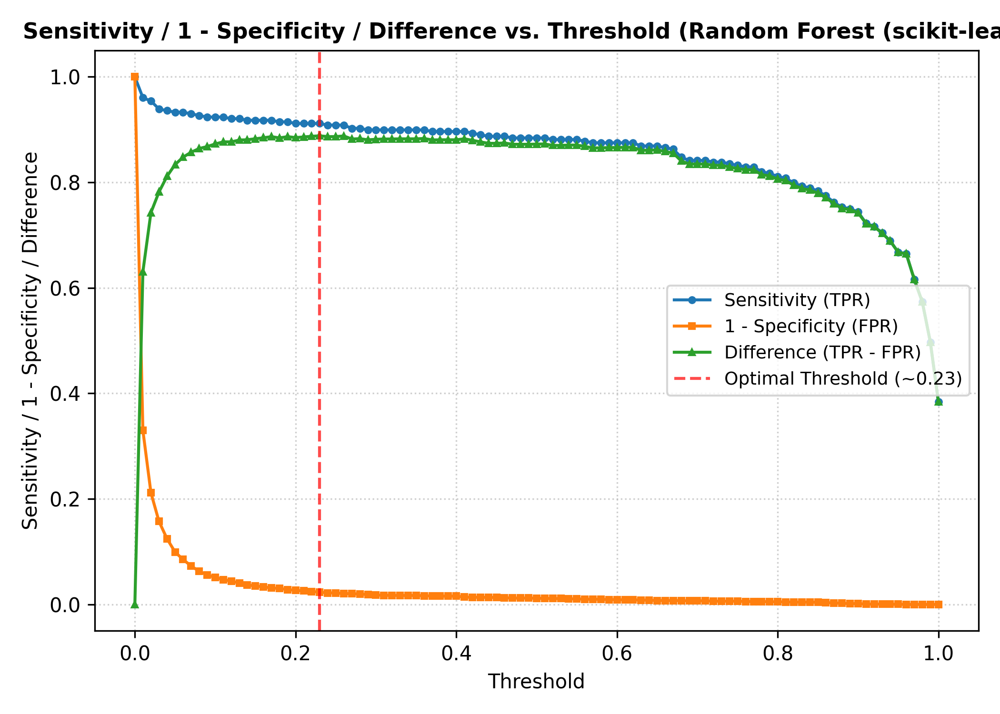 Sensitivity / 1 - Specificity / Difference vs. Threshold (Random Forest (scikit-lea
Sensitivity / 1 - Specificity / Difference
1.0
0.8
0.6
0.4
0.2
0.0
Sensitivity (TPR)
1 - Specificity (FPR)
Difference (TPR - FPR)
Optimal Threshold (~0.23)
0.0 0.2 0.4 0.6 0.8 1.0
Threshold